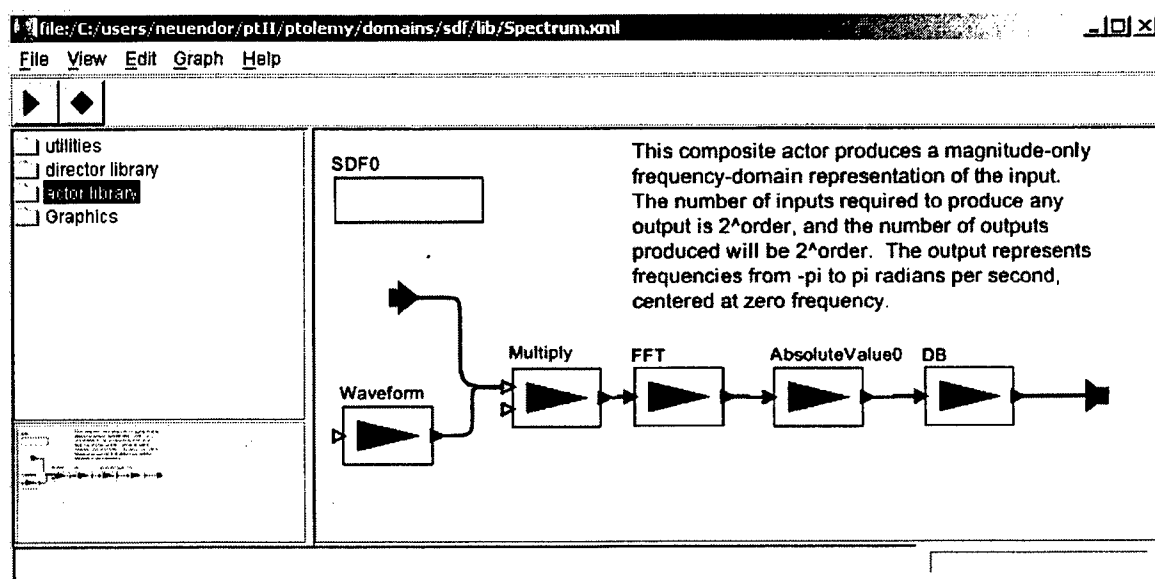 file:/C:/users/neuendor/ptII/ptolemy/domains/sdf/lib/Spectrum.xml
File View Edit Graph Help
utilities
director library
actor library
Graphics
SDF0
This composite actor produces a magnitude-only
frequency-domain representation of the input.
The number of inputs required to produce any
output is 2^order, and the number of outputs
produced will be 2^order. The output represents
frequencies from -pi to pi radians per second,
centered at zero frequency.
Multiply
FFT
AbsoluteValue0
DB
Waveform